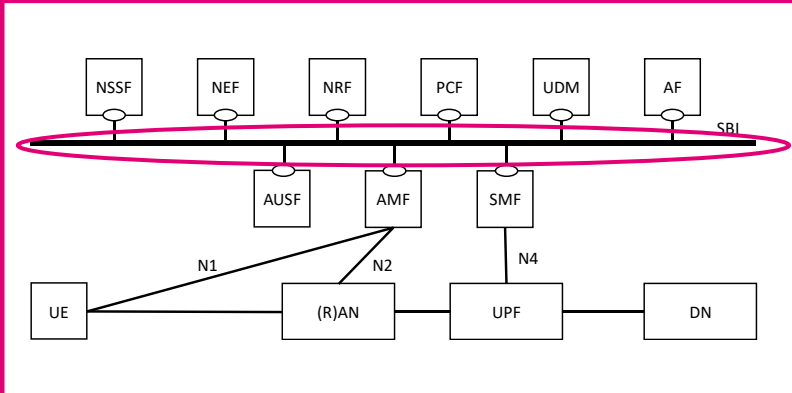 NSSF
NEF
NRF
PCF
UDM
AF
SBI
AUSF
AMF
SMF
N1
N2
N4
UE
(R)AN
UPF
DN